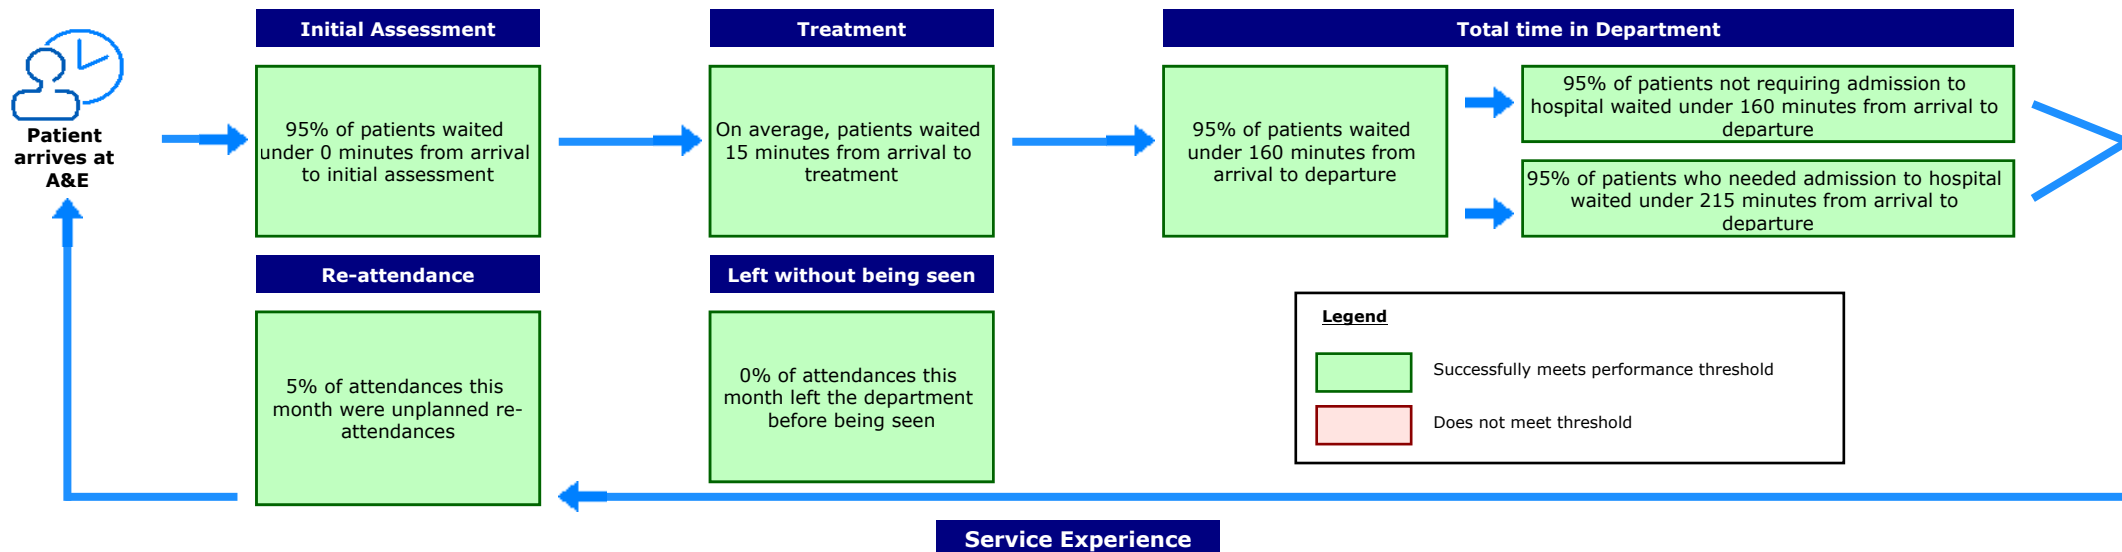 Initial Assessment
Treatment
Total time in Department
Patient
arrives at
A&E
95% of patients waited
under 0 minutes from arrival
to initial assessment
On average, patients waited
15 minutes from arrival to
treatment
95% of patients waited
under 160 minutes from
arrival to departure
95% of patients not requiring admission to
hospital waited under 160 minutes from arrival to
departure
95% of patients who needed admission to hospital
waited under 215 minutes from arrival to
departure
Re-attendance
Left without being seen
5% of attendances this
month were unplanned re-
attendances
0% of attendances this
month left the department
before being seen
Legend
Successfully meets performance threshold
Does not meet threshold
Service Experience